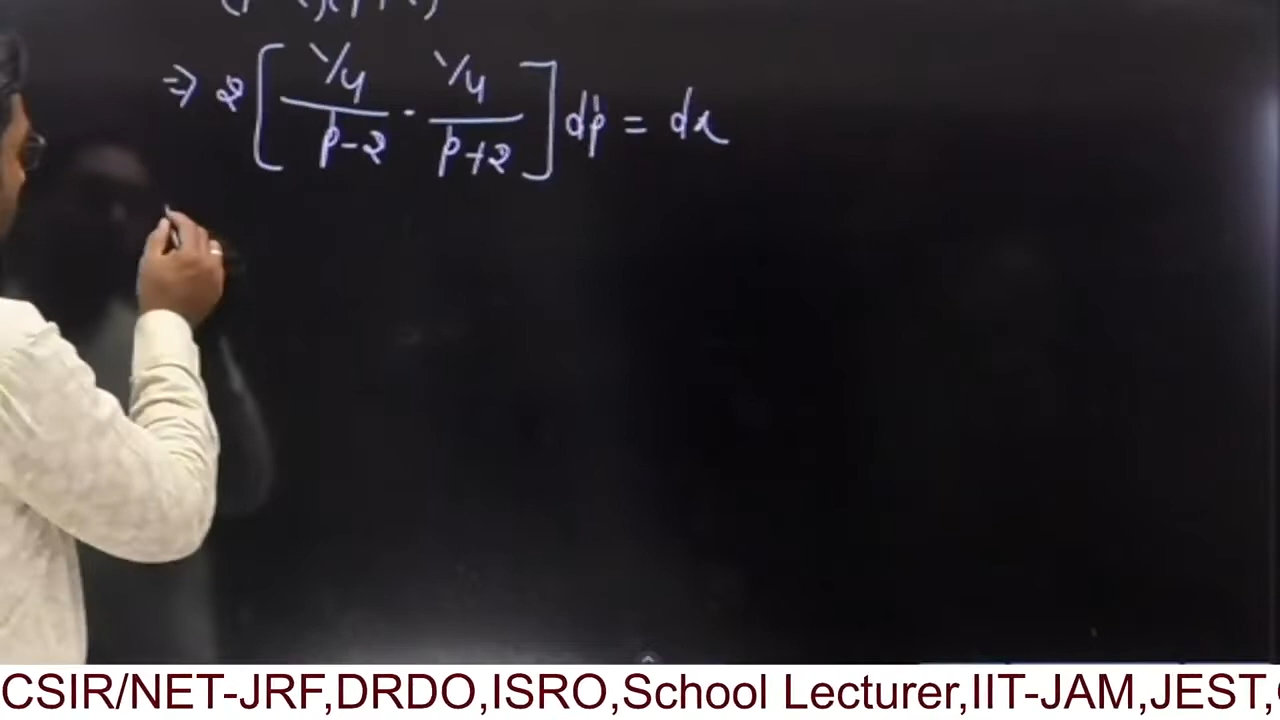 ⇒ 2 [ (1/4)/(p-2) - (1/4)/(p+2) ] dp = dx
CSIR/NET-JRF,DRDO,ISRO,School Lecturer,IIT-JAM,JEST,